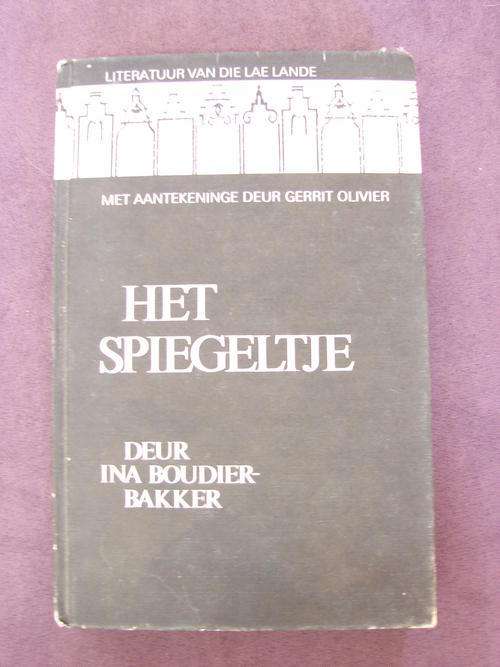 LITERATUUR VAN DIE LAE LANDE
MET AANTEKENINGE DEUR GERRIT OLIVIER
HET
SPIEGELTJE
DEUR
INA BOUDIER-
BAKKER